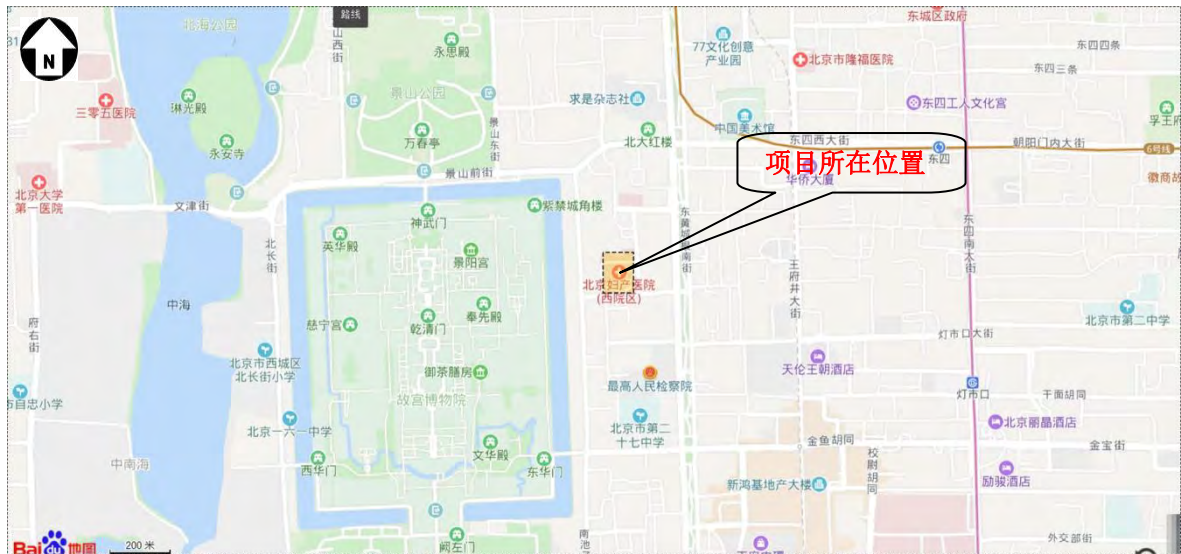 路线
北海公园
山西街
永思殿
77文化创意
产业园
东城区政府
东四四条
北京市隆福医院
东四三条
N
三零五医院
琳光殿
景山公园
求是杂志社
东四工人文化宫
孚王府
中国美术馆
永安寺
万春亭
景山东街
北大红楼
东四西大街
东四
朝阳门内大街
6号线
项目所在位置
华侨大厦
景山前街
北京大学
第一医院
徽商故
文津街
神武门
紫禁城角楼
东黄城根南街
东四南大街
北长街
英华殿
景阳宫
王府井大街
北京妇产医院
(西院区)
中海
慈宁宫
乾清门
奉先殿
北京市第二中学
府右街
灯市口大街
北京市西城区
北长街小学
御茶膳房
天伦王朝酒店
最高人民检察院
灯市口
干面胡同
市自忠小学
故宫博物院
北京一六一中学
北京市第二
十七中学
北京丽晶酒店
金鱼胡同
金宝街
中南海
西华门
文华殿
东华门
校尉胡同
新鸿基地产大楼
励骏酒店
阙左门
南池子
外交部街
Bai du 地图
200 米